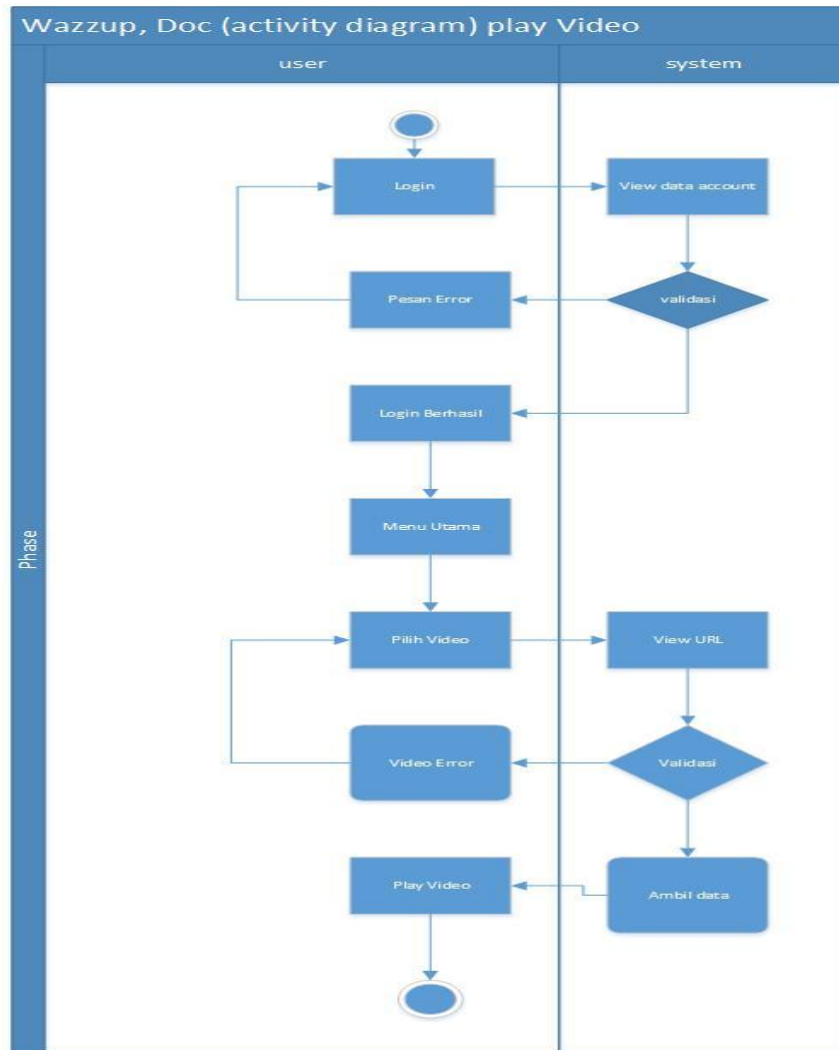 Wazzup, Doc (activity diagram) play Video
user
system
Phase
Login
View data account
Pesan Error
validasi
Login Berhasil
Menu Utama
Pilih Video
View URL
Video Error
Validasi
Play Video
Ambil data